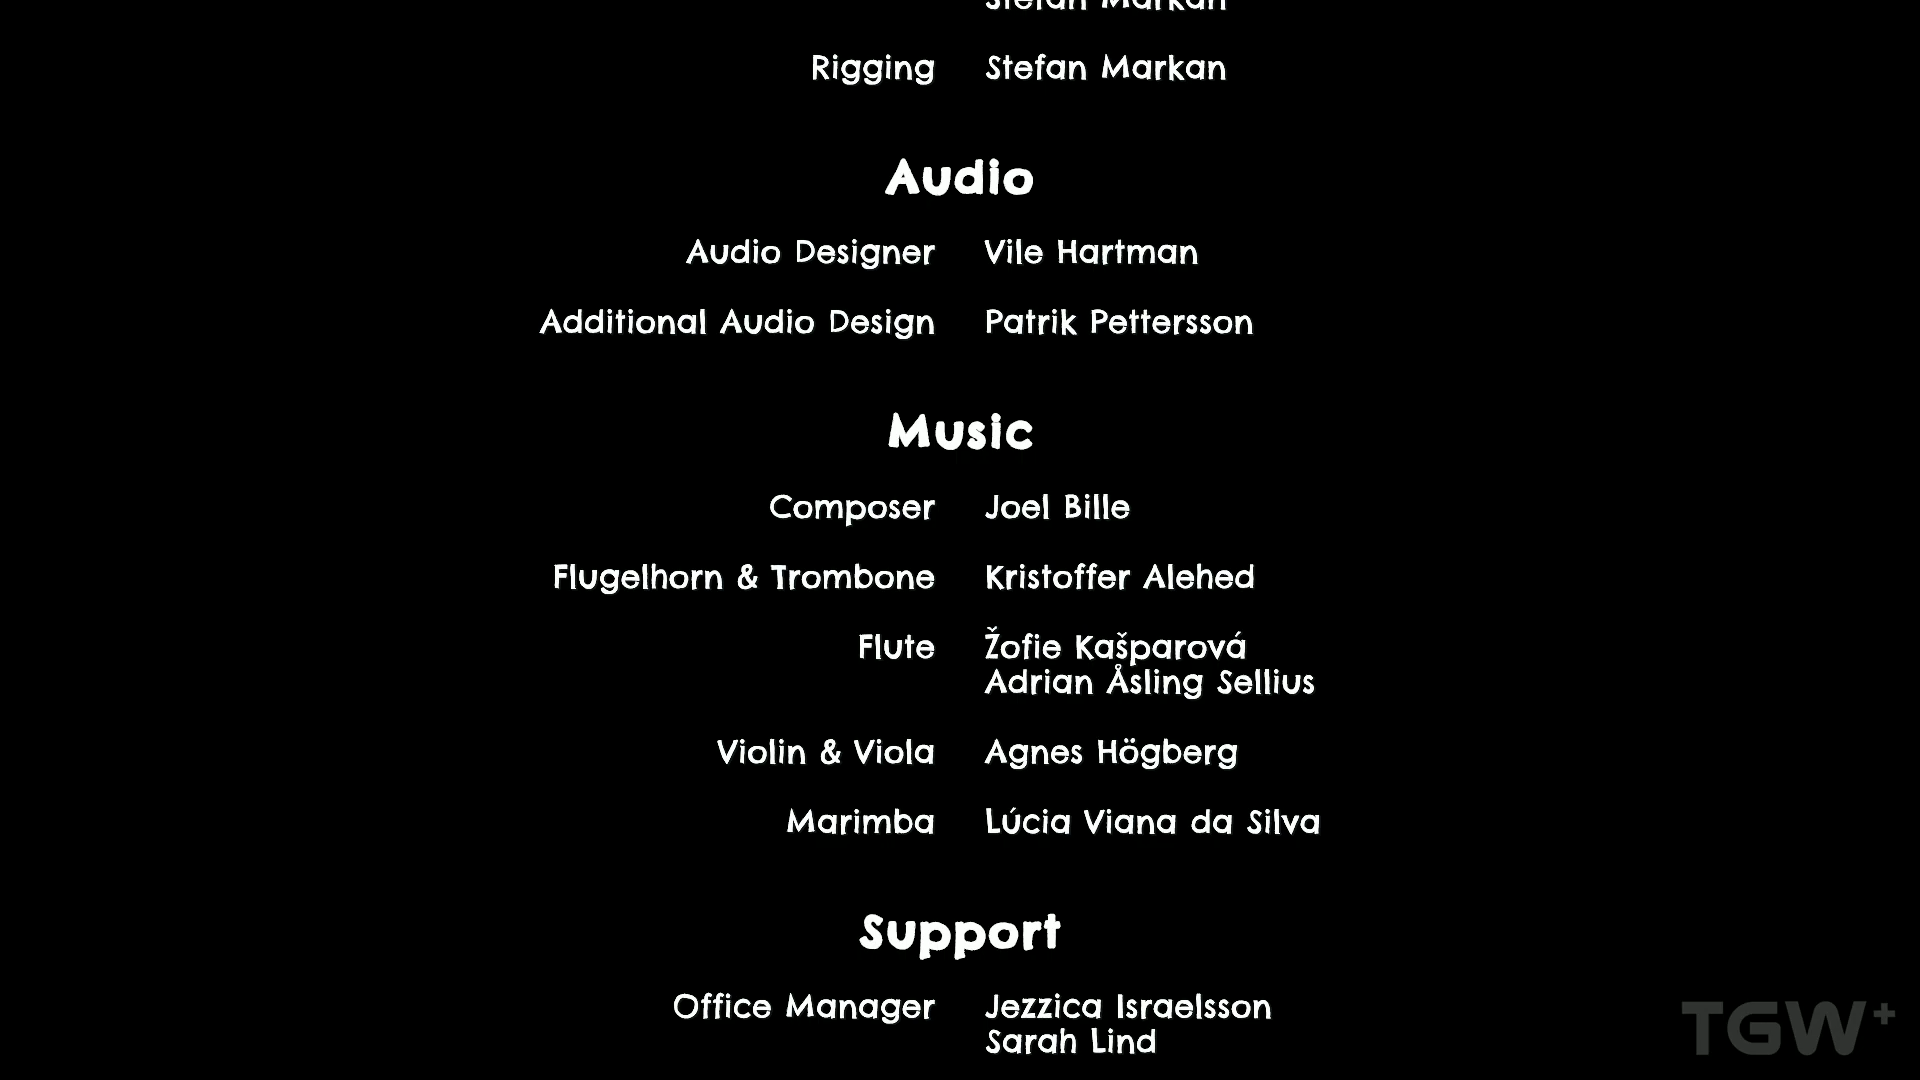 Stefan Markan
Rigging Stefan Markan
Audio
Audio Designer Vile Hartman
Additional Audio Design Patrik Pettersson
Music
Composer Joel Bille
Flugelhorn & Trombone Kristoffer Alehed
Flute Žofie Kašparová
Adrian Åsling Sellius
Violin & Viola Agnes Högberg
Marimba Lúcia Viana da Silva
Support
Office Manager Jezzica Israelsson
Sarah Lind
TGW+